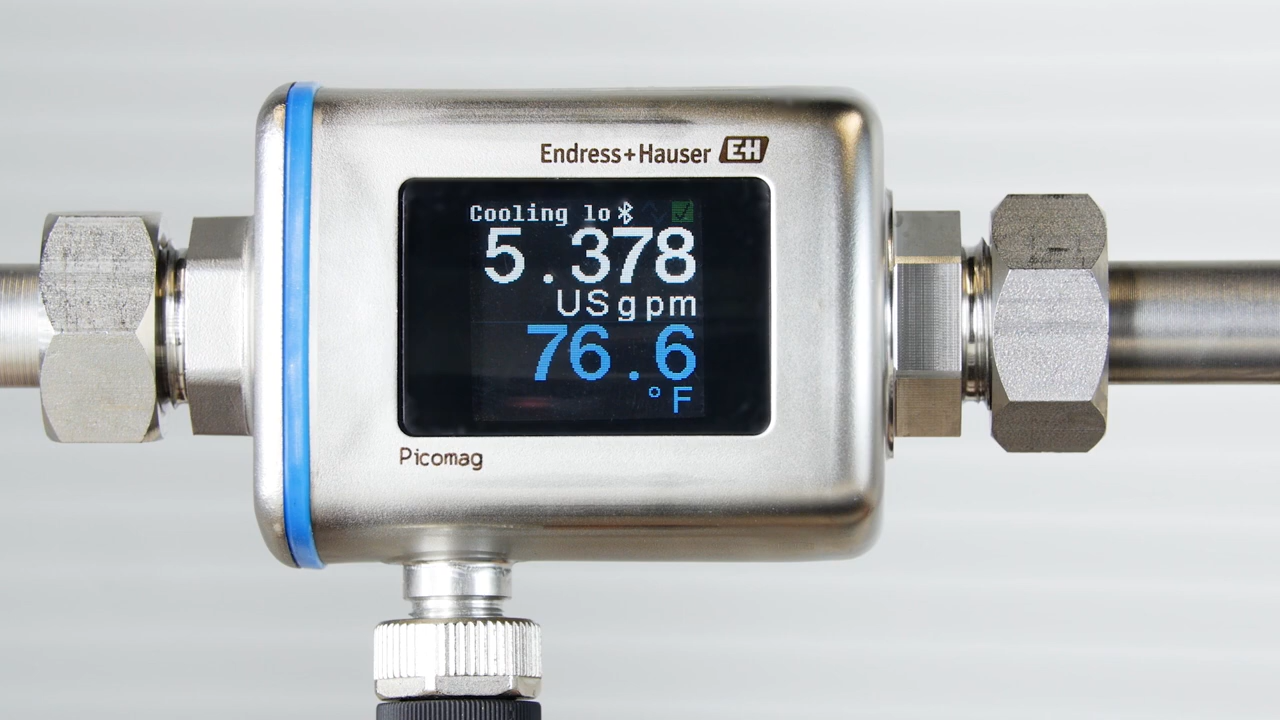 Endress+Hauser EH
Cooling lo
5.378
USgpm
76.6
°F
Picomag